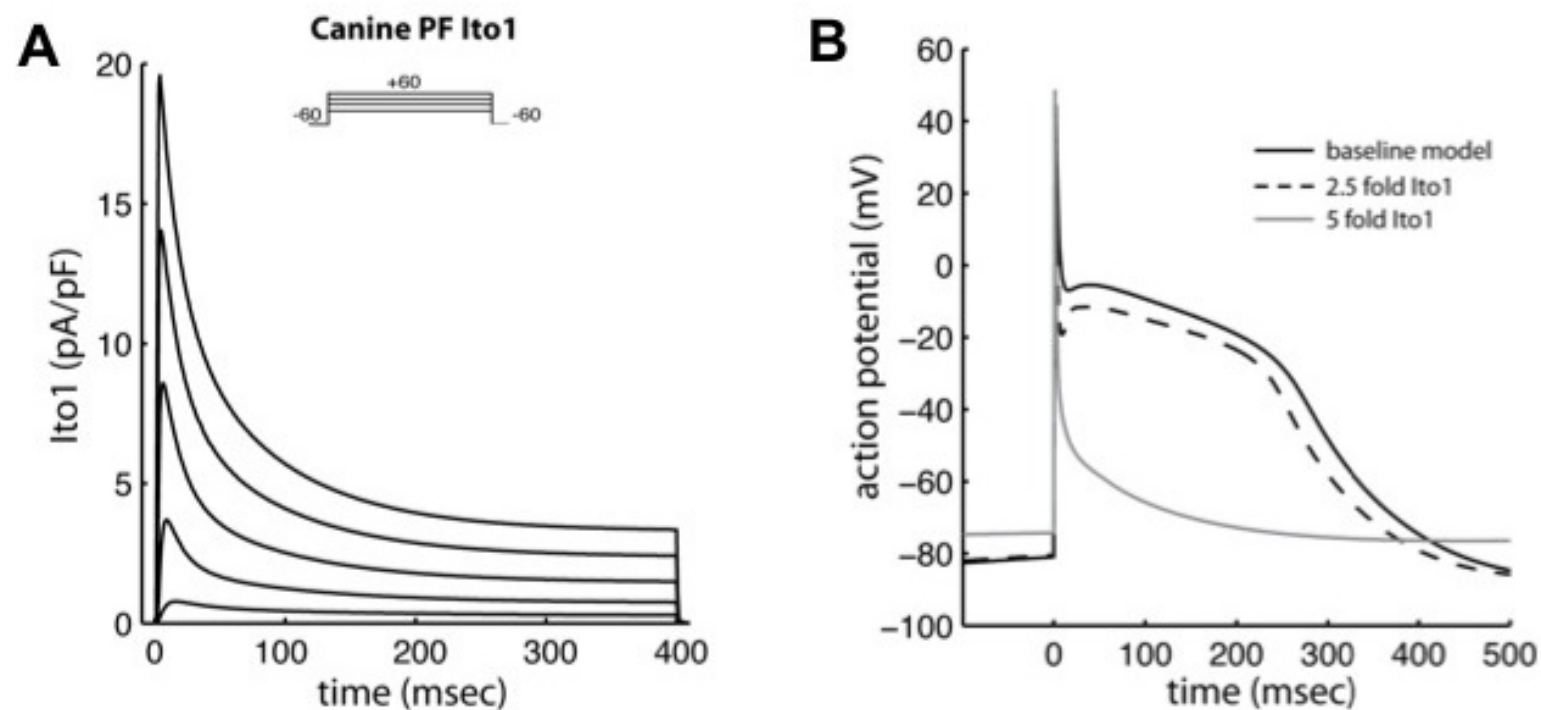 A
Canine PF Ito1
+60
-60
-60
20
15
10
5
0
Ito1 (pA/pF)
0 100 200 300 400
time (msec)
B
60
40
20
0
−20
−40
−60
−80
−100
action potential (mV)
baseline model
2.5 fold Ito1
5 fold Ito1
0 100 200 300 400 500
time (msec)